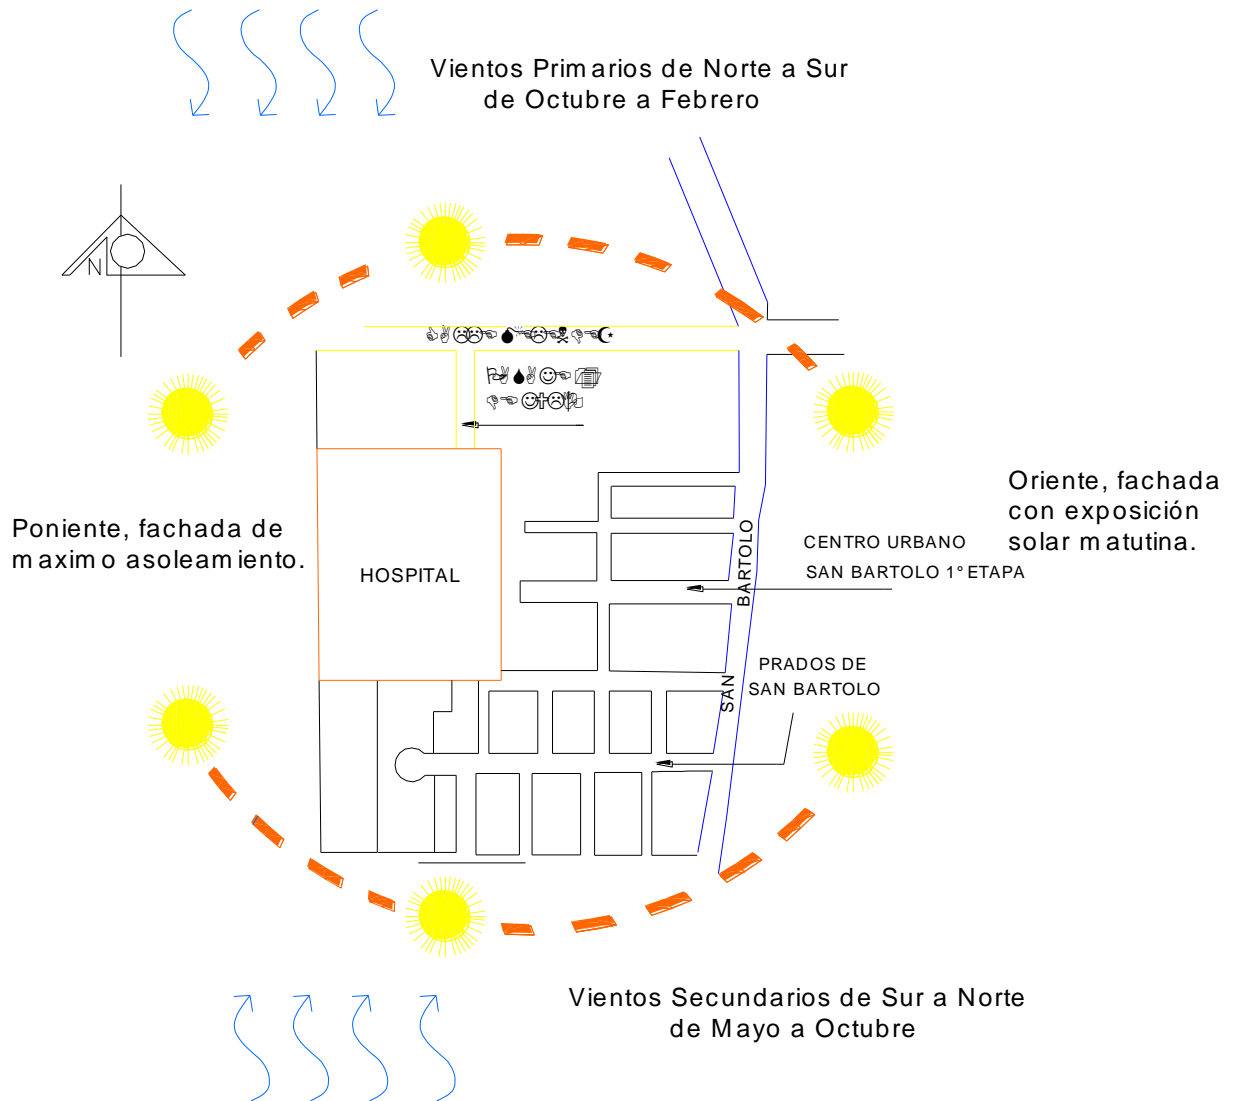 Vientos Primarios de Norte a Sur
de Octubre a Febrero
N
Oriente, fachada
con exposición
solar matutina.
Poniente, fachada de
maximo asoleamiento.
HOSPITAL
CENTRO URBANO
SAN BARTOLO 1° ETAPA
SAN BARTOLO
PRADOS DE
SAN BARTOLO
Vientos Secundarios de Sur a Norte
de Mayo a Octubre